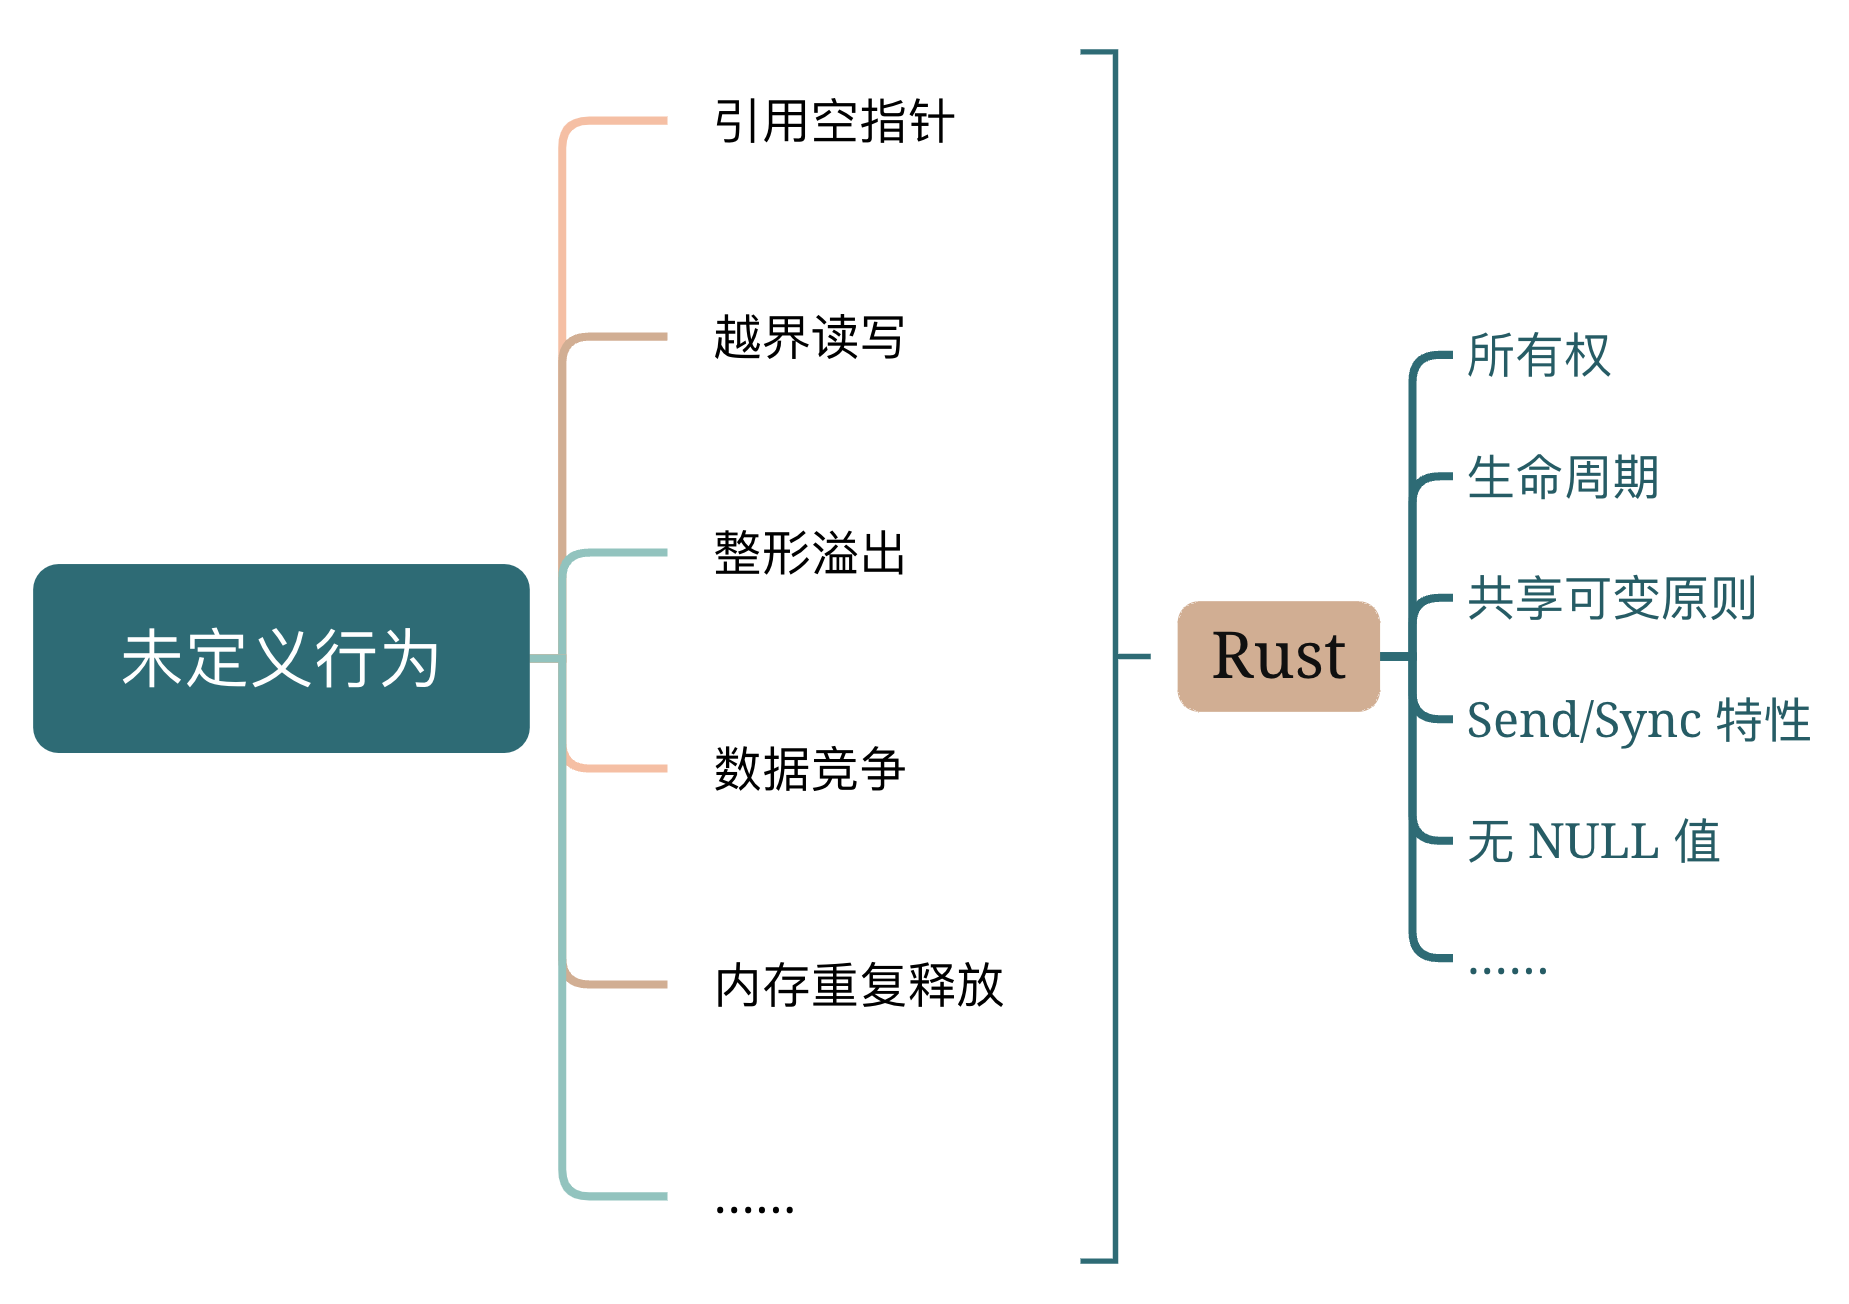 未定义行为
引用空指针
越界读写
整形溢出
数据竞争
内存重复释放
……
Rust
所有权
生命周期
共享可变原则
Send/Sync 特性
无 NULL 值
……